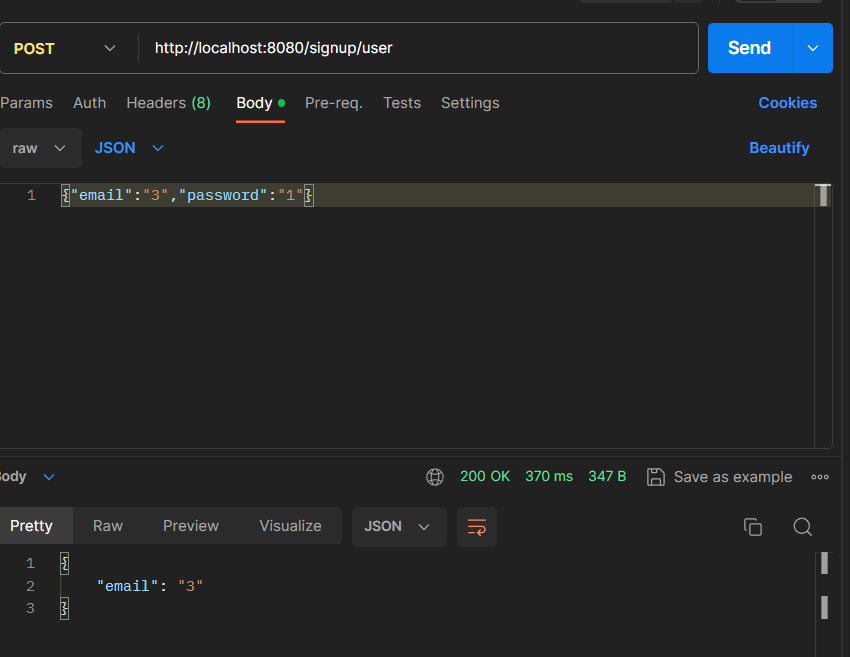 POST http://localhost:8080/signup/user Send
Params Auth Headers (8) Body Pre-req. Tests Settings Cookies
raw JSON Beautify
1 {"email":"3","password":"1"}
200 OK 370 ms 347 B Save as example
Pretty Raw Preview Visualize JSON
1 {
2 "email": "3"
3 }